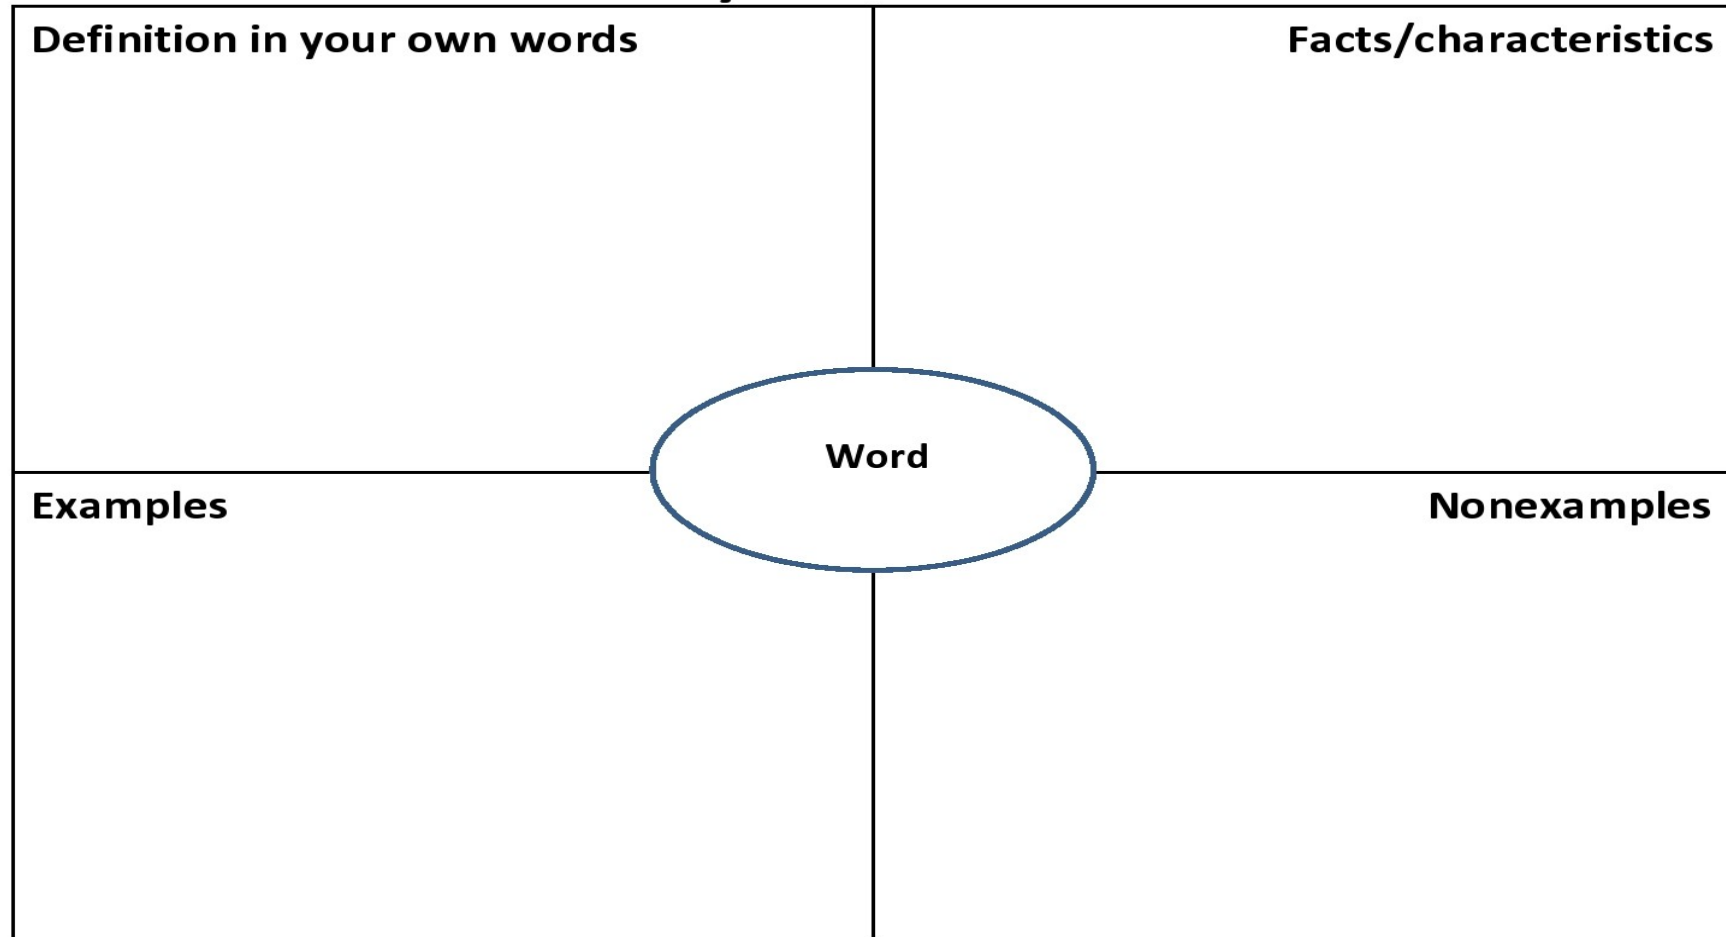 Definition in your own words
Facts/characteristics
Word
Examples
Nonexamples